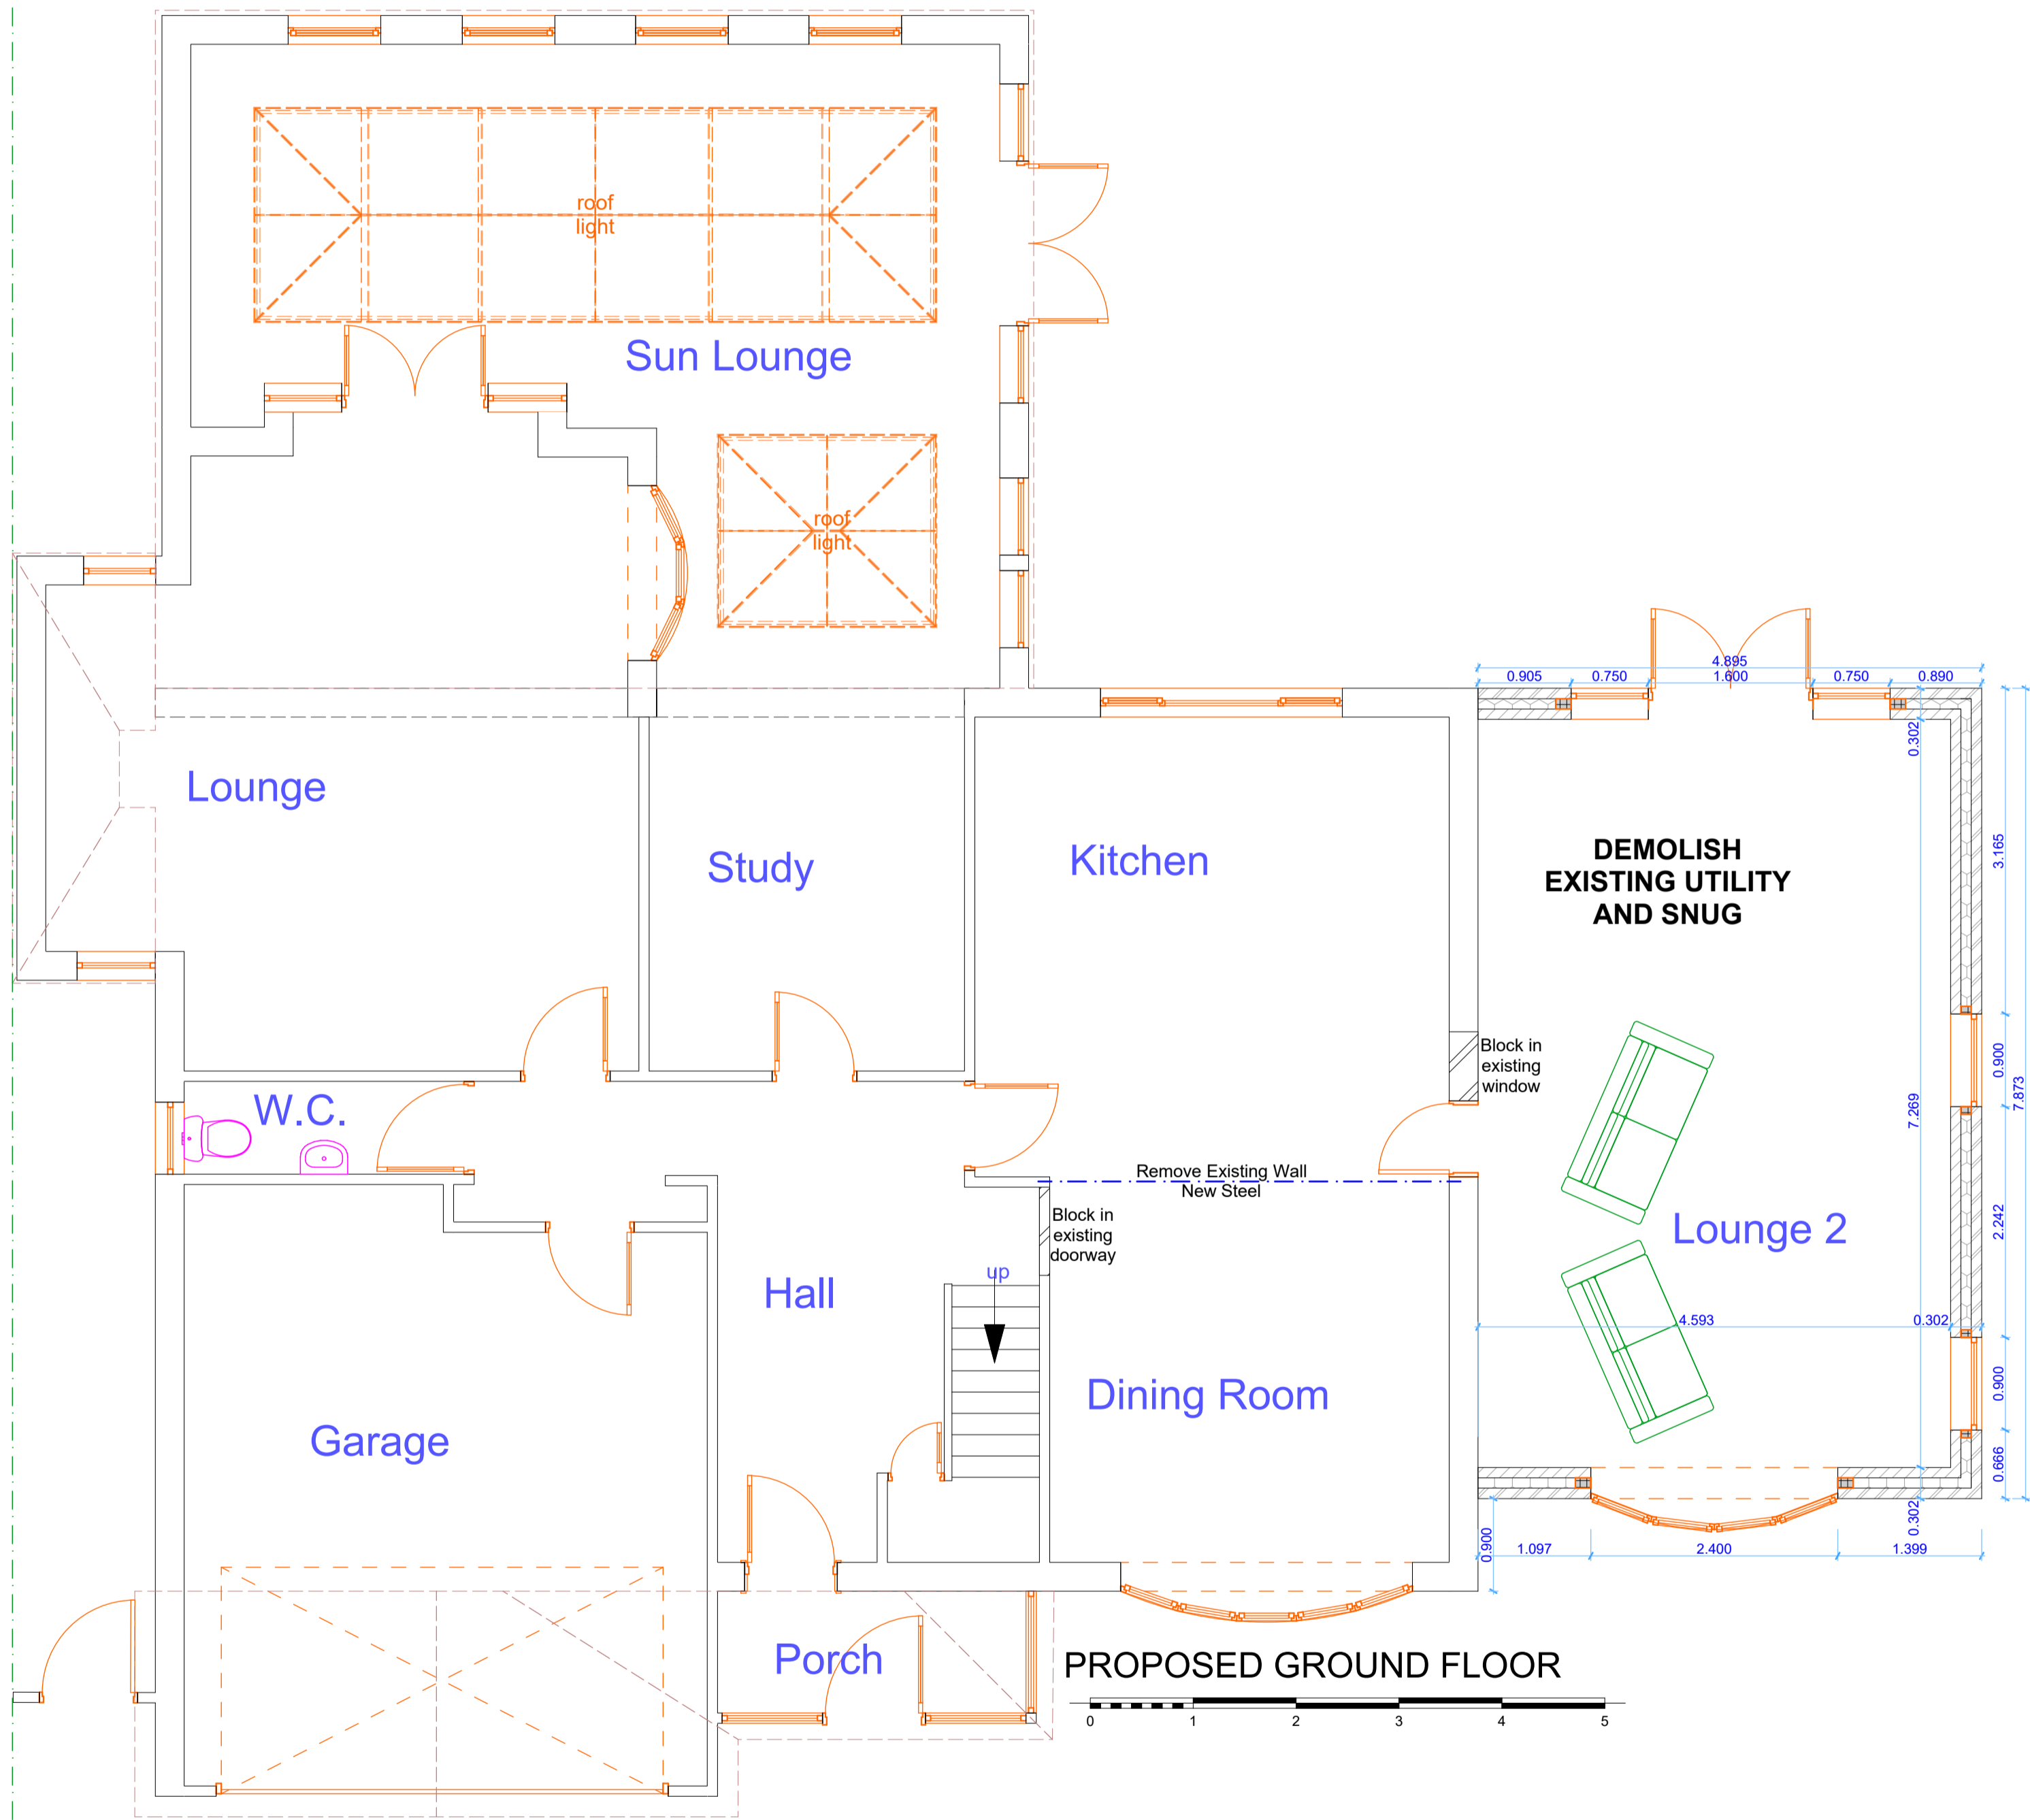 roof
light
Sun Lounge
roof
light
4.895
0.905
0.750
1.600
0.750
0.890
0.302
Lounge
Study
Kitchen
DEMOLISH
EXISTING UTILITY
AND SNUG
3.165
Block in
existing
window
0.900
7.873
7.269
W.C.
Remove Existing Wall
New Steel
Block in
existing
doorway
Lounge 2
2.242
up
Hall
4.593
0.302
Dining Room
0.900
Garage
0.666
0.302
0.900
1.097
2.400
1.399
Porch
PROPOSED GROUND FLOOR
0 1 2 3 4 5